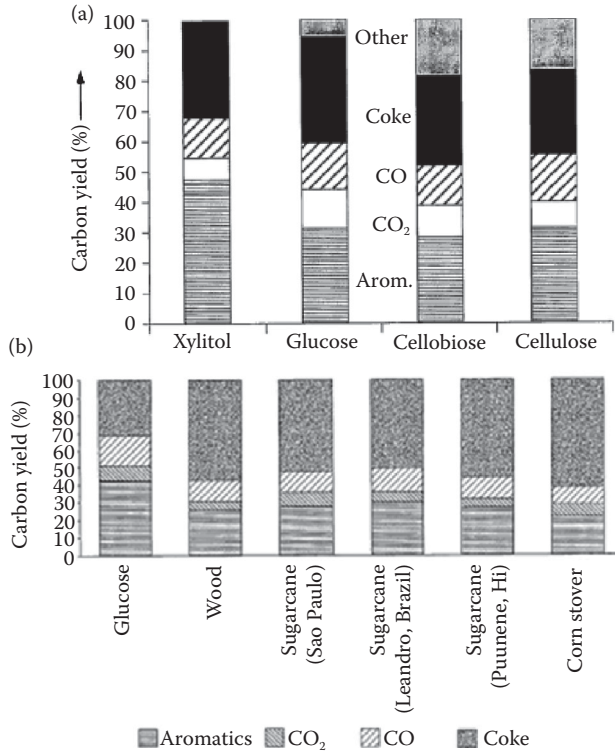 (a)
100
90
80
70
60
50
40
30
20
10
0
Carbon yield (%)
Other
Coke
CO
CO₂
Arom.
Xylitol Glucose Cellobiose Cellulose
(b)
100
90
80
70
60
50
40
30
20
10
0
Carbon yield (%)
Glucose
Wood
Sugarcane
(Sao Paulo)
Sugarcane
(Leandro, Brazil)
Sugarcane
(Puunene, Hi)
Corn stover
Aromatics CO₂ CO Coke